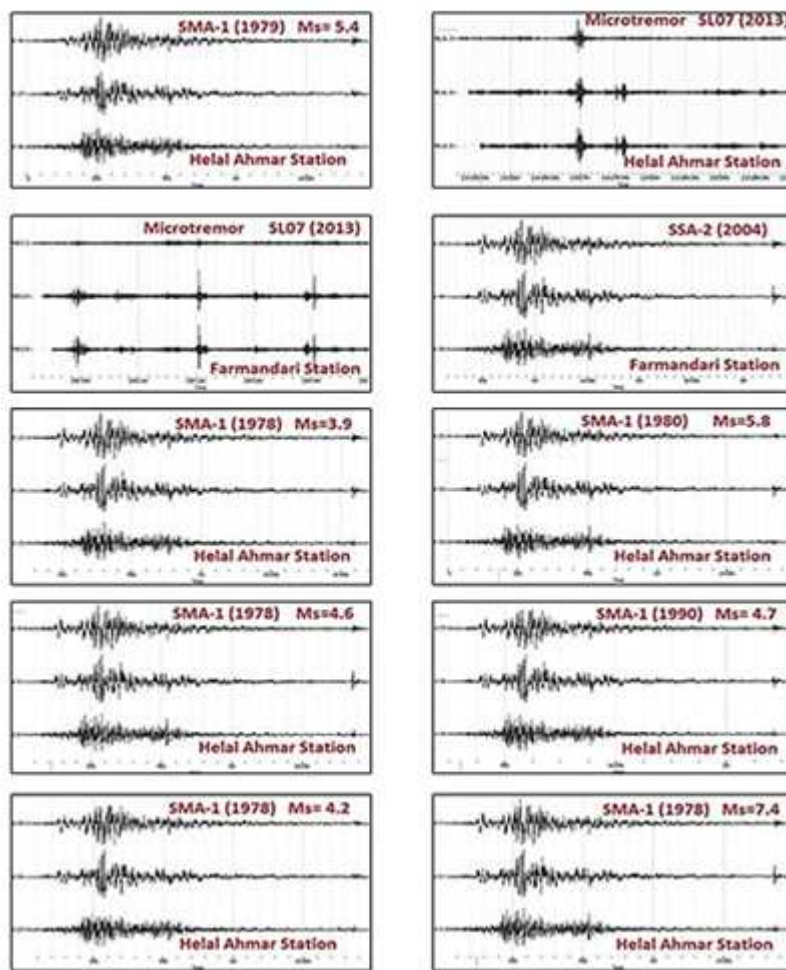 SMA-1 (1979) Ms= 5.4
Helal Ahmar Station
Microtremor SL07 (2013)
Helal Ahmar Station
Microtremor SL07 (2013)
Farmandari Station
SSA-2 (2004)
Farmandari Station
SMA-1 (1978) Ms=3.9
Helal Ahmar Station
SMA-1 (1980) Ms=5.8
Helal Ahmar Station
SMA-1 (1978) Ms=4.6
Helal Ahmar Station
SMA-1 (1990) Ms= 4.7
Helal Ahmar Station
SMA-1 (1978) Ms= 4.2
Helal Ahmar Station
SMA-1 (1978) Ms=7.4
Helal Ahmar Station